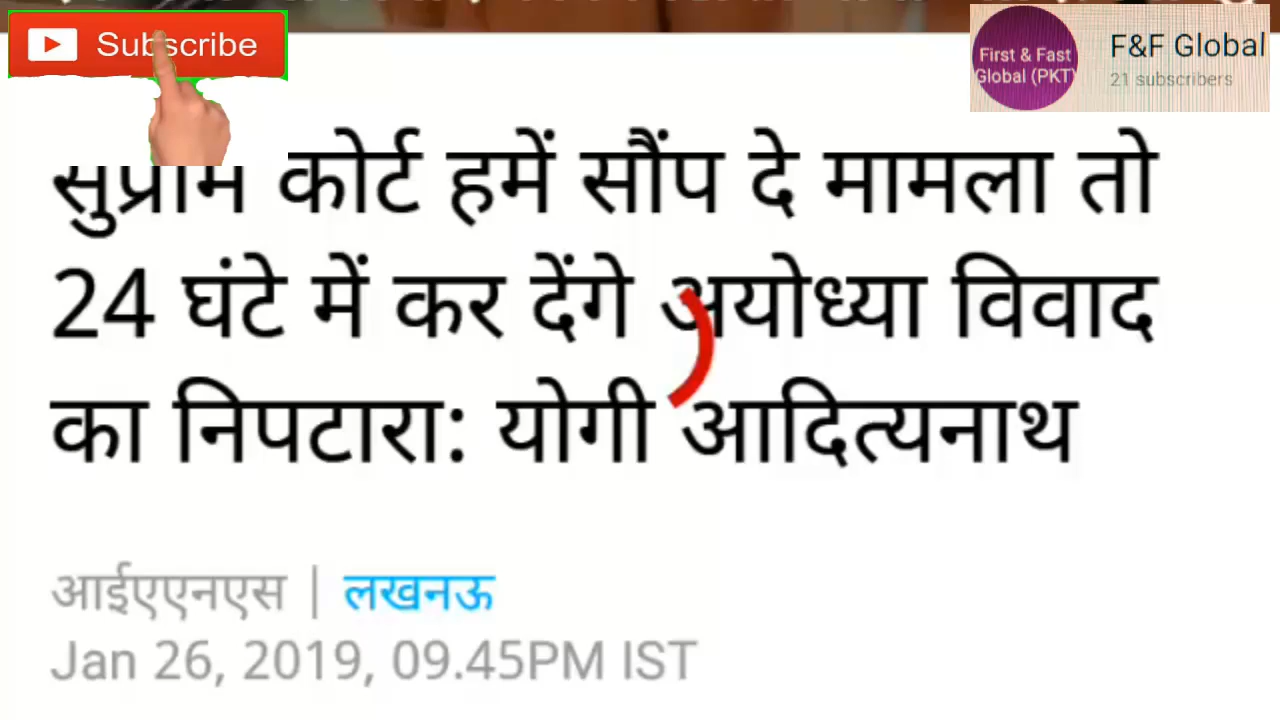 Subscribe
First & Fast
Global (PKT)
F&F Global
21 subscribers
सुप्रीम कोर्ट हमें सौंप दे मामला तो
24 घंटे में कर देंगे अयोध्या विवाद
का निपटारा: योगी आदित्यनाथ
आईएएनएस | लखनऊ
Jan 26, 2019, 09.45PM IST